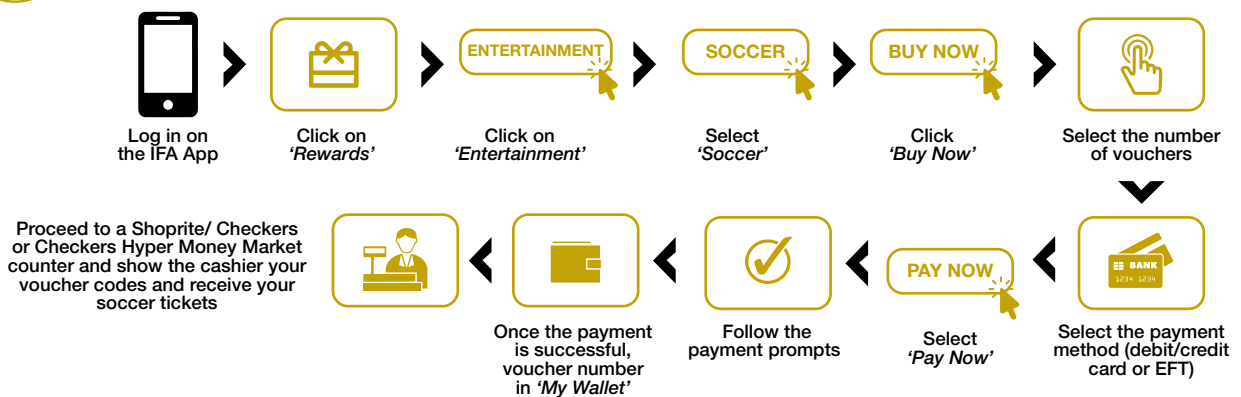 ENTERTAINMENT
SOCCER
BUY NOW
Log in on
the IFA App
Click on
'Rewards'
Click on
'Entertainment'
Select
'Soccer'
Click
'Buy Now'
Select the number
of vouchers
BANK
1234 1234
Select the payment
method (debit/credit
card or EFT)
PAY NOW
Select
'Pay Now'
Follow the
payment prompts
Once the payment
is successful,
voucher number
in 'My Wallet'
Proceed to a Shoprite/ Checkers
or Checkers Hyper Money Market
counter and show the cashier your
voucher codes and receive your
soccer tickets